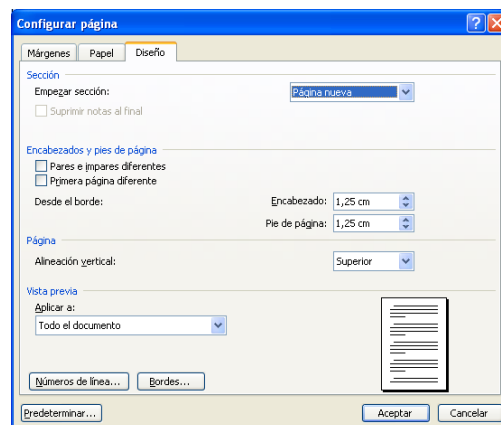 Configurar página
Márgenes Papel Diseño
Sección
Empezar sección: Página nueva
Suprimir notas al final
Encabezados y pies de página
Pares e impares diferentes
Primera página diferente
Desde el borde: Encabezado: 1,25 cm
Pie de página: 1,25 cm
Página
Alineación vertical: Superior
Vista previa
Aplicar a:
Todo el documento
Números de línea... Bordes...
Predeterminar... Aceptar Cancelar